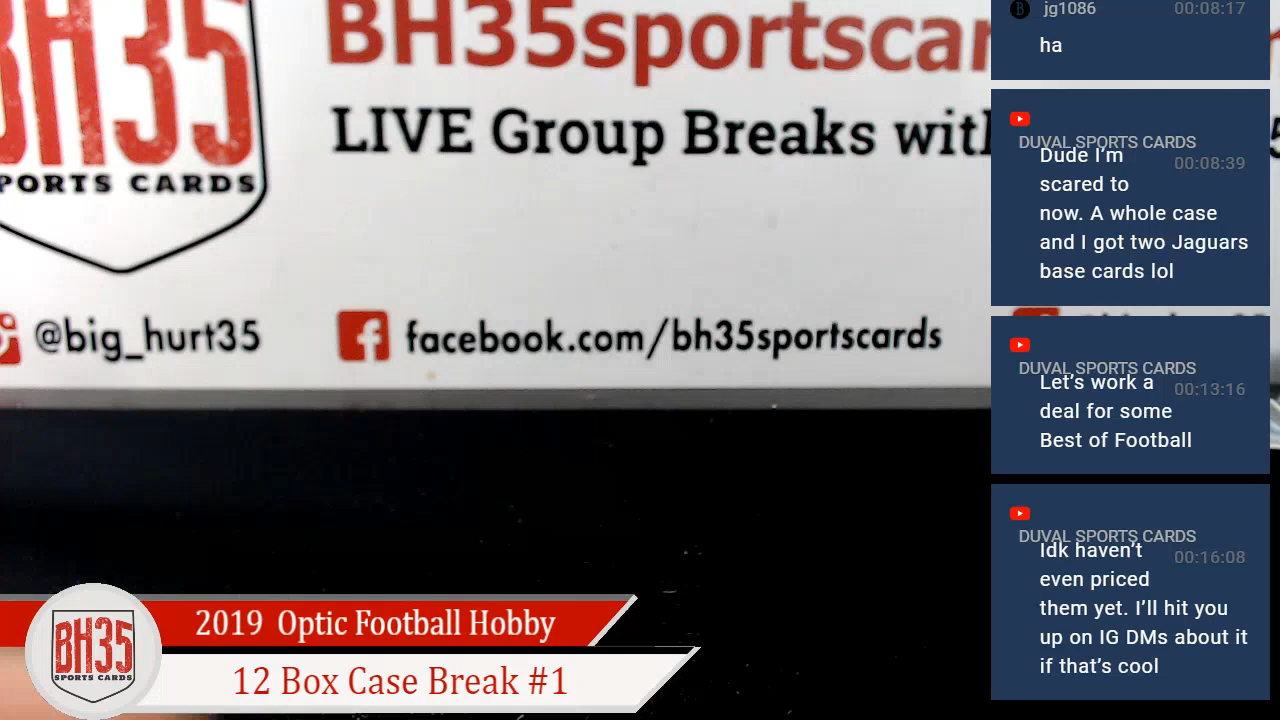 BH35
PORTS CARDS
BH35sportscar
LIVE Group Breaks with
@big_hurt35
facebook.com/bh35sportscards
jg1086 00:08:17
ha
DUVAL SPORTS CARDS
00:08:39
Dude I’m
scared to
now. A whole case
and I got two Jaguars
base cards lol
DUVAL SPORTS CARDS
00:13:16
Let’s work a
deal for some
Best of Football
DUVAL SPORTS CARDS
00:16:08
Idk haven’t
even priced
them yet. I’ll hit you
up on IG DMs about it
if that’s cool
BH35
SPORTS CARDS
2019 Optic Football Hobby
12 Box Case Break #1